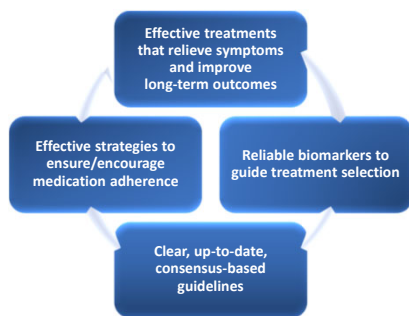 Effective treatments
that relieve symptoms
and improve
long-term outcomes
Effective strategies to
ensure/encourage
medication adherence
Reliable biomarkers to
guide treatment selection
Clear, up-to-date,
consensus-based
guidelines